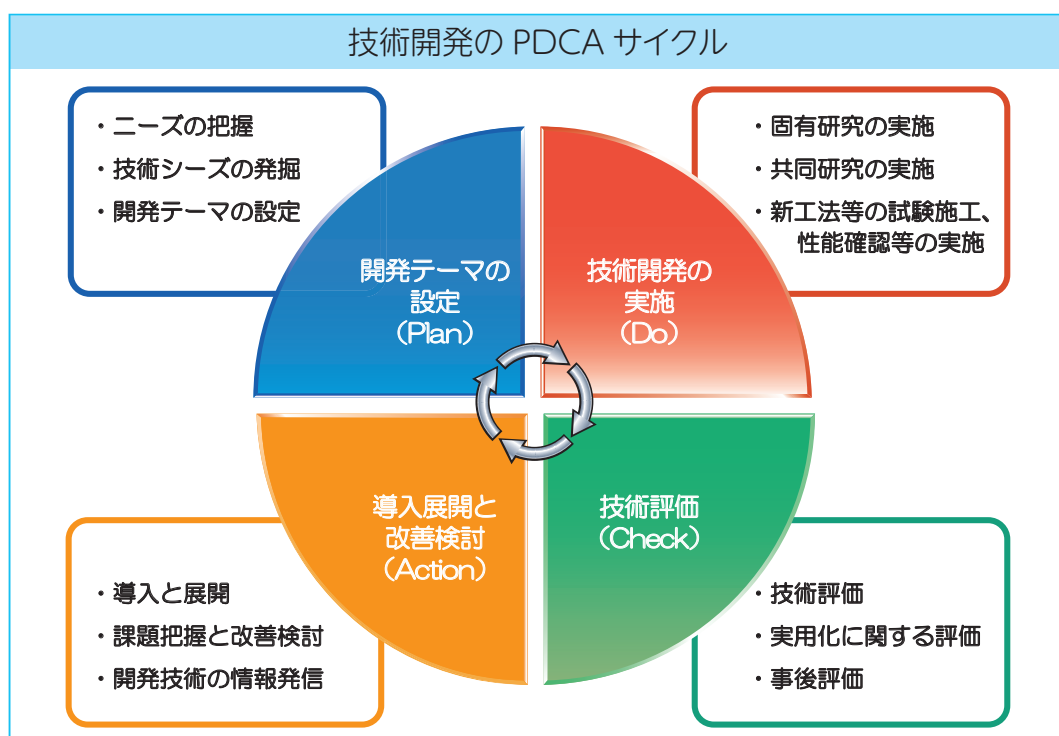 技術開発の PDCA サイクル
・ニーズの把握
・技術シーズの発掘
・開発テーマの設定
・固有研究の実施
・共同研究の実施
・新工法等の試験施工、
性能確認等の実施
開発テーマの
設定
（Plan）
技術開発の
実施
（Do）
導入展開と
改善検討
（Action）
技術評価
（Check）
・導入と展開
・課題把握と改善検討
・開発技術の情報発信
・技術評価
・実用化に関する評価
・事後評価